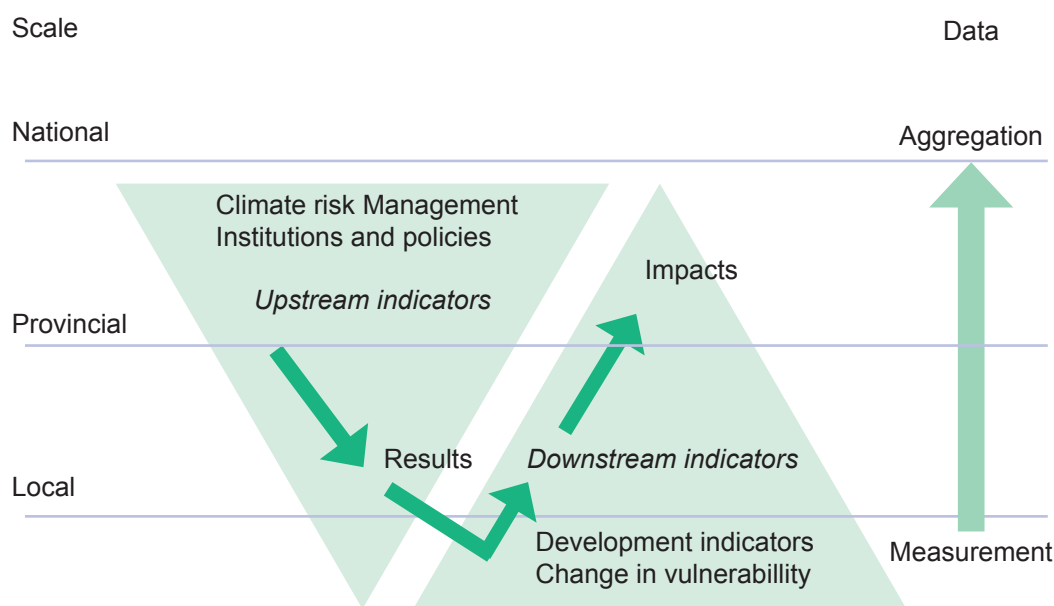 Scale
Data
National
Aggregation
Climate risk Management
Institutions and policies
Impacts
Upstream indicators
Provincial
Results
Downstream indicators
Local
Development indicators
Change in vulnerabillity
Measurement